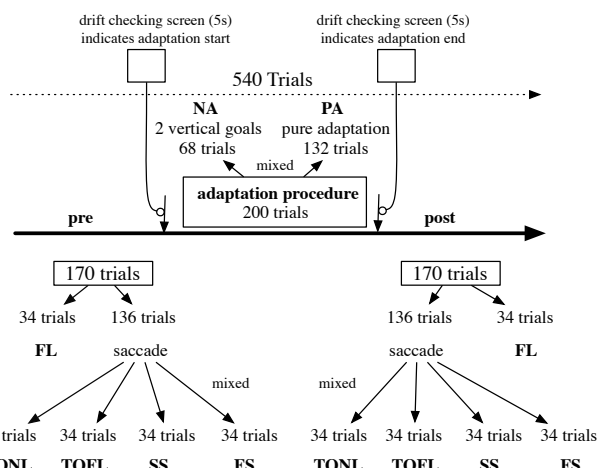 drift checking screen (5s)
indicates adaptation start
drift checking screen (5s)
indicates adaptation end
540 Trials
NA
PA
2 vertical goals
pure adaptation
68 trials
132 trials
mixed
adaptation procedure
200 trials
pre
post
170 trials
170 trials
34 trials
136 trials
136 trials
34 trials
FL
saccade
saccade
FL
mixed
mixed
trials
34 trials
34 trials
34 trials
34 trials
34 trials
34 trials
34 trials
TOFL
SS
FS
TONL
TOFL
SS
FS